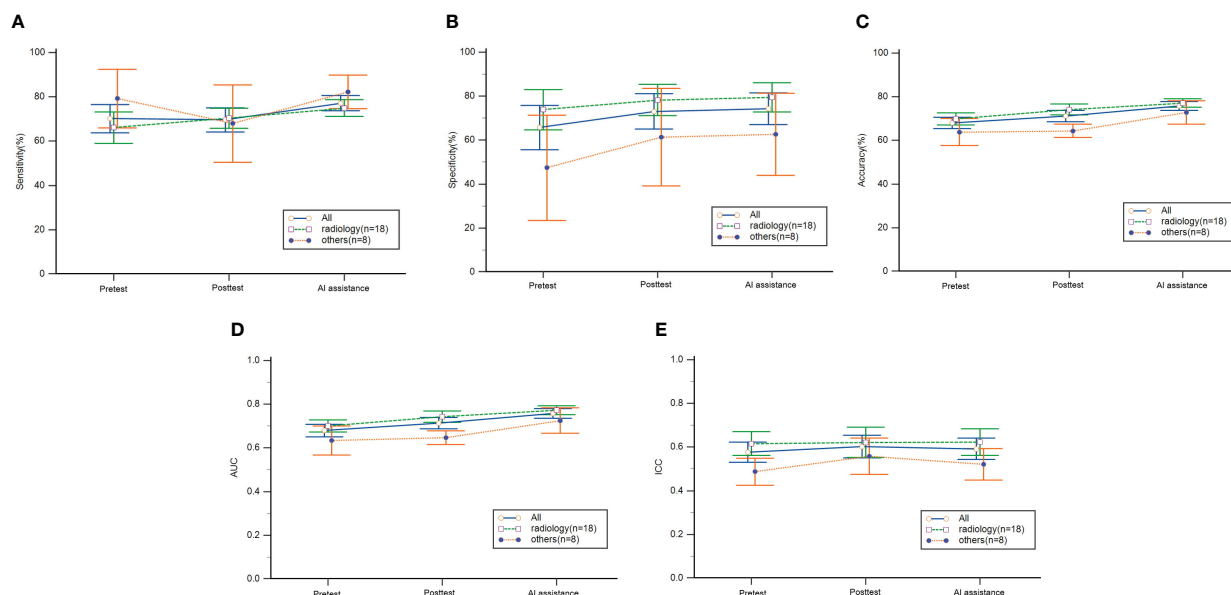 A
B
C
100
80
60
40
20
0
Sensitivity(%)
All
radiology(n=18)
others(n=8)
Pretest
Posttest
AI assistance
100
80
60
40
20
0
Specificity(%)
All
radiology(n=18)
others(n=8)
Pretest
Posttest
AI assistance
100
80
60
40
20
0
Accuracy(%)
All
radiology(n=18)
others(n=8)
Pretest
Posttest
AI assistance
D
E
1.0
0.8
0.6
0.4
0.2
0.0
AUC
All
radiology(n=18)
others(n=8)
Pretest
Posttest
AI assistance
1.0
0.8
0.6
0.4
0.2
0.0
ICC
All
radiology(n=18)
others(n=8)
Pretest
Posttest
AI assistance